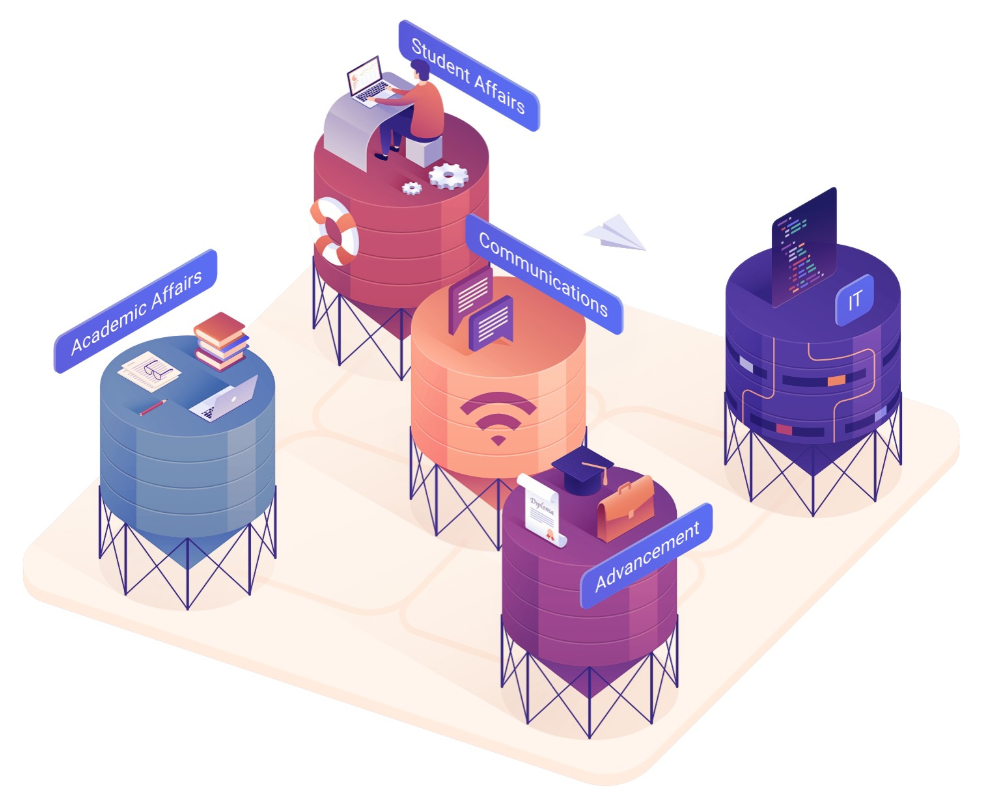 Student Affairs
Communications
Academic Affairs
IT
Diploma
Advancement